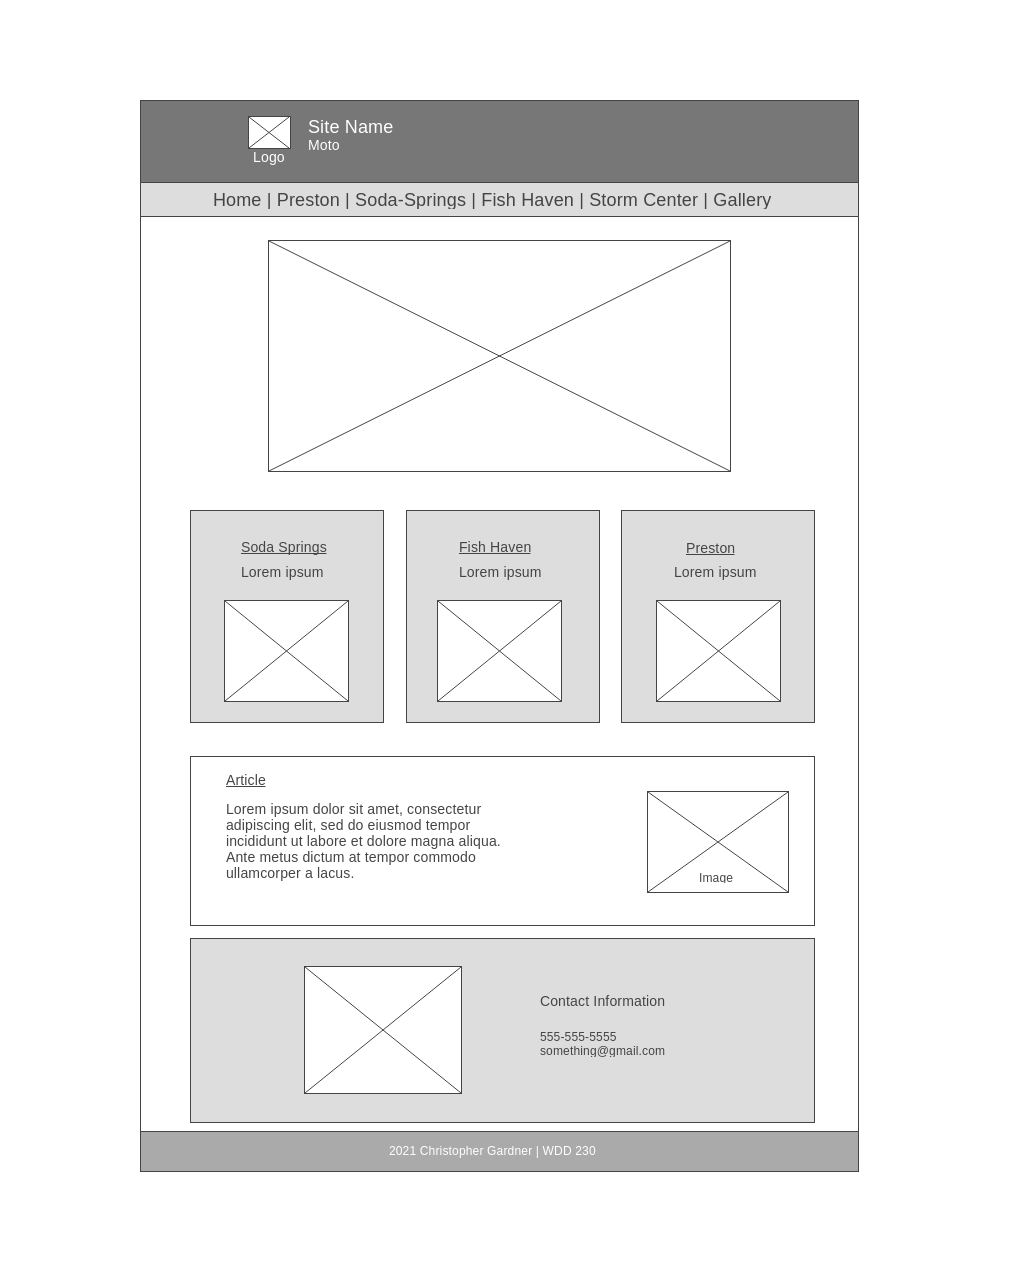 Site Name
Moto
Logo
Home | Preston | Soda-Springs | Fish Haven | Storm Center | Gallery
Soda Springs
Lorem ipsum
Fish Haven
Lorem ipsum
Preston
Lorem ipsum
Article
Lorem ipsum dolor sit amet, consectetur
adipiscing elit, sed do eiusmod tempor
incididunt ut labore et dolore magna aliqua.
Ante metus dictum at tempor commodo
ullamcorper a lacus.
Image
Contact Information
555-555-5555
something@gmail.com
2021 Christopher Gardner | WDD 230